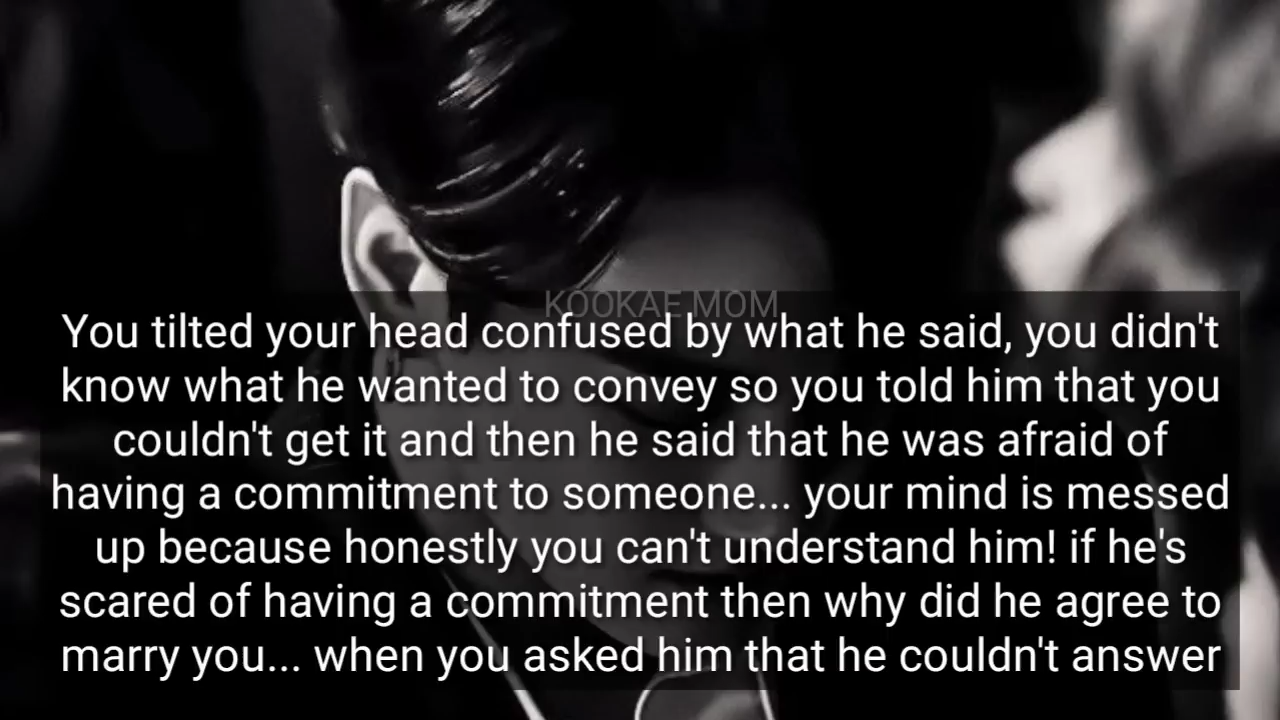 KOOKAE MOM
You tilted your head confused by what he said, you didn't
know what he wanted to convey so you told him that you
couldn't get it and then he said that he was afraid of
having a commitment to someone... your mind is messed
up because honestly you can't understand him! if he's
scared of having a commitment then why did he agree to
marry you... when you asked him that he couldn't answer